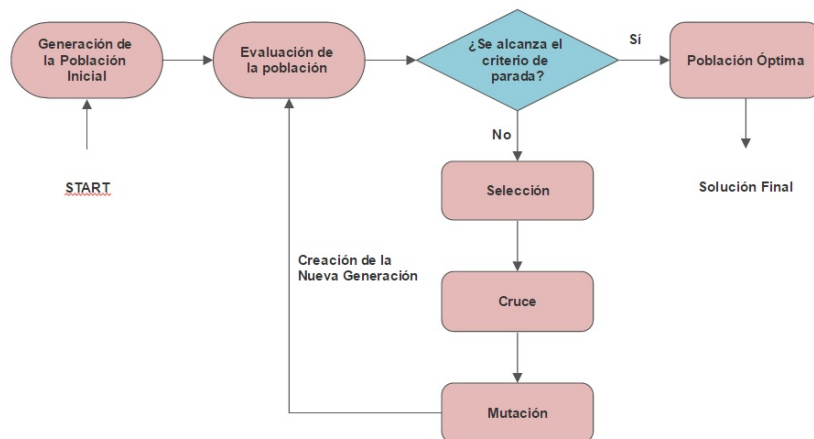 Generación de
la Población
Inicial
Evaluación de
la población
¿Se alcanza el
criterio de
parada?
Sí
Población Óptima
No
START
Selección
Solución Final
Creación de la
Nueva Generación
Cruce
Mutación